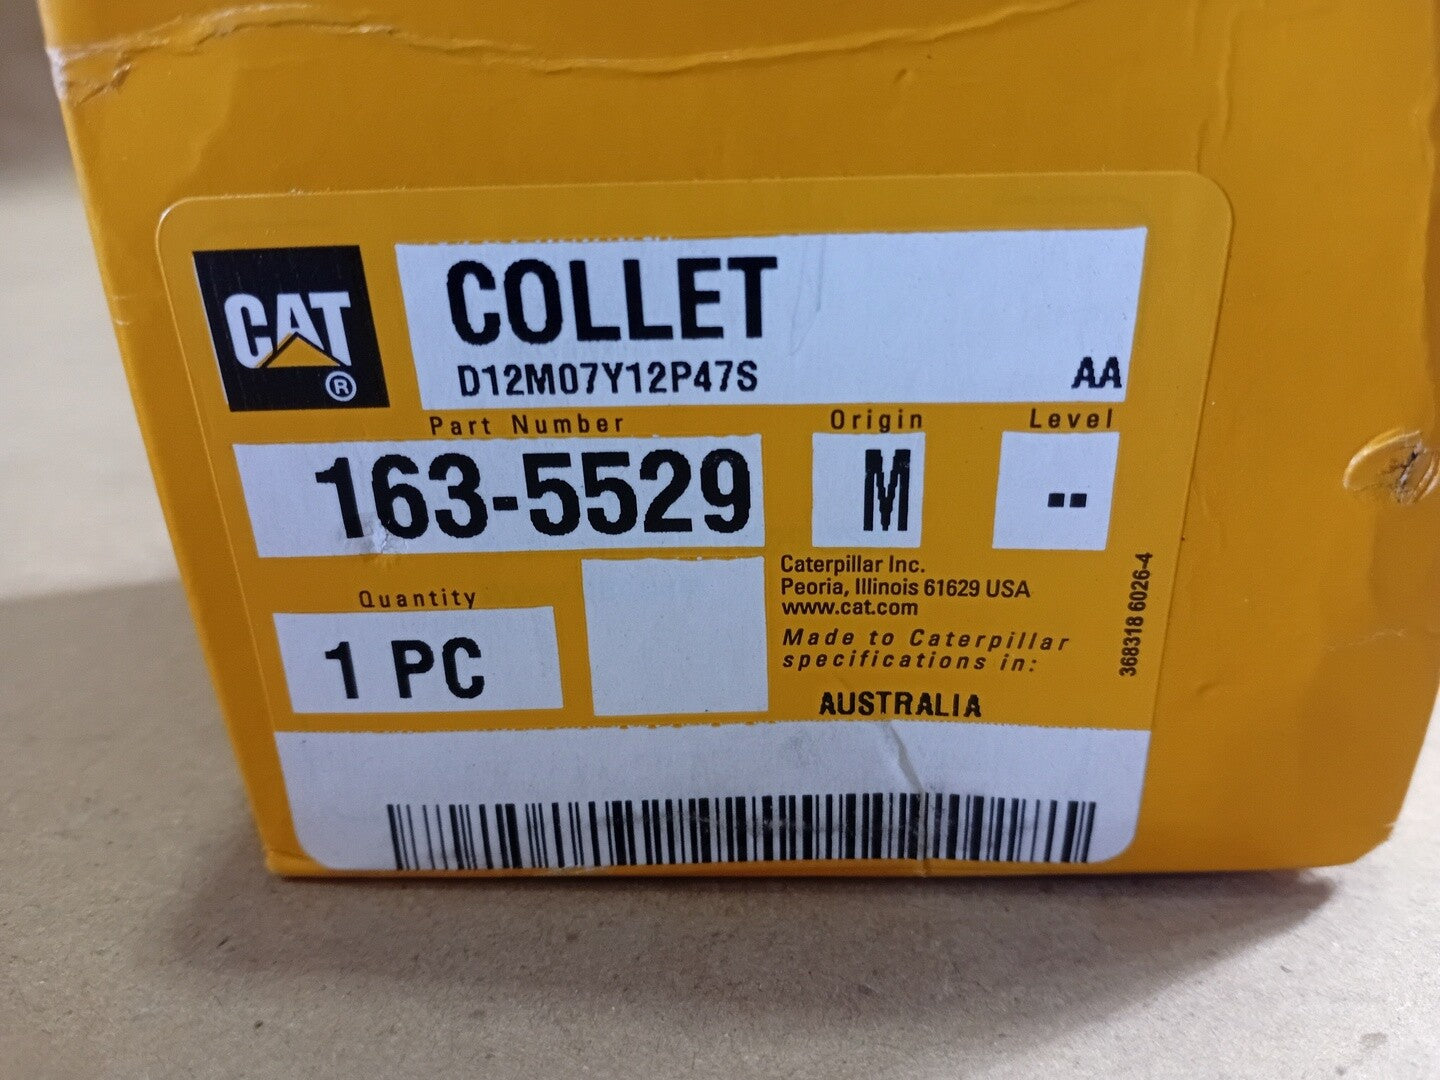 CAT ®
COLLET
D12M07Y12P47S AA
Part Number Origin Level
163-5529 M --
Quantity
1 PC
Caterpillar Inc.
Peoria, Illinois 61629 USA
www.cat.com
Made to Caterpillar
specifications in:
AUSTRALIA
368318 6026-4